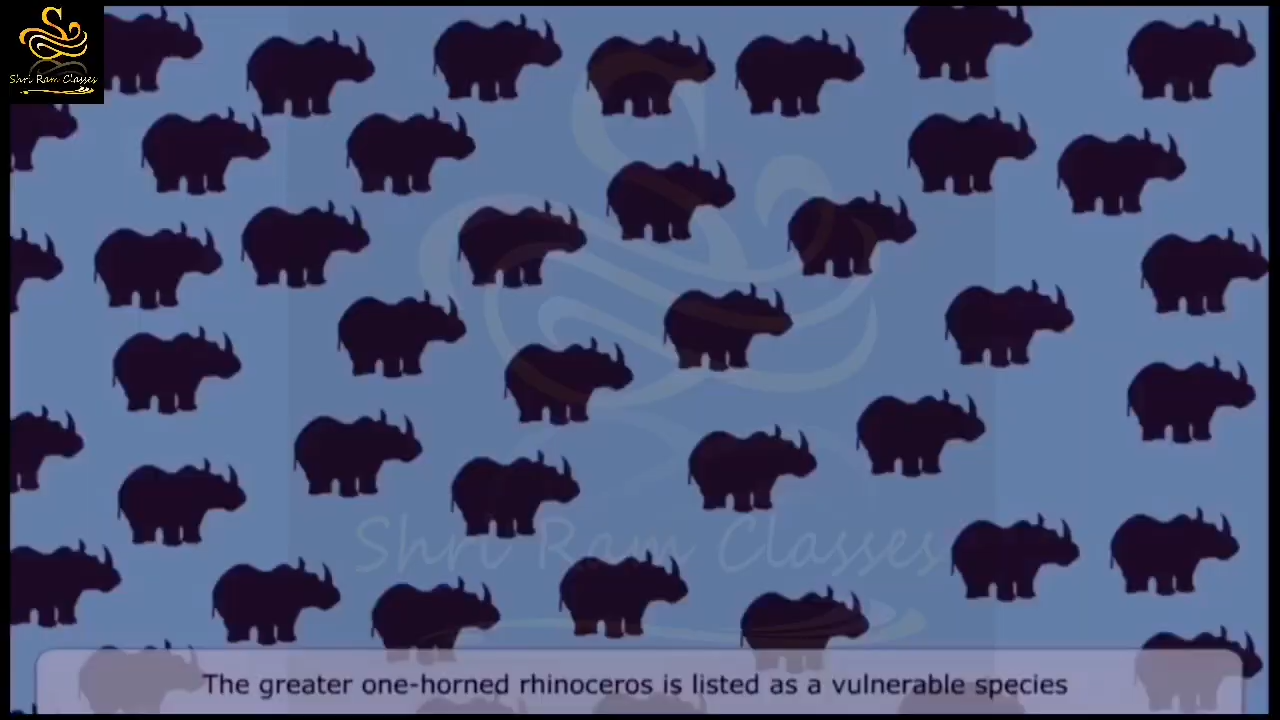 Shri Ram Classes
Shri Ram Classes
The greater one-horned rhinoceros is listed as a vulnerable species